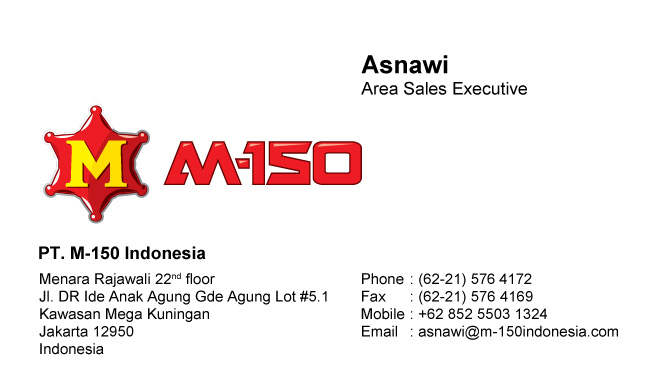 Asnawi
Area Sales Executive
M M-150
PT. M-150 Indonesia
Menara Rajawali 22nd floor
Jl. DR Ide Anak Agung Gde Agung Lot #5.1
Kawasan Mega Kuningan
Jakarta 12950
Indonesia
Phone : (62-21) 576 4172
Fax : (62-21) 576 4169
Mobile : +62 852 5503 1324
Email : asnawi@m-150indonesia.com